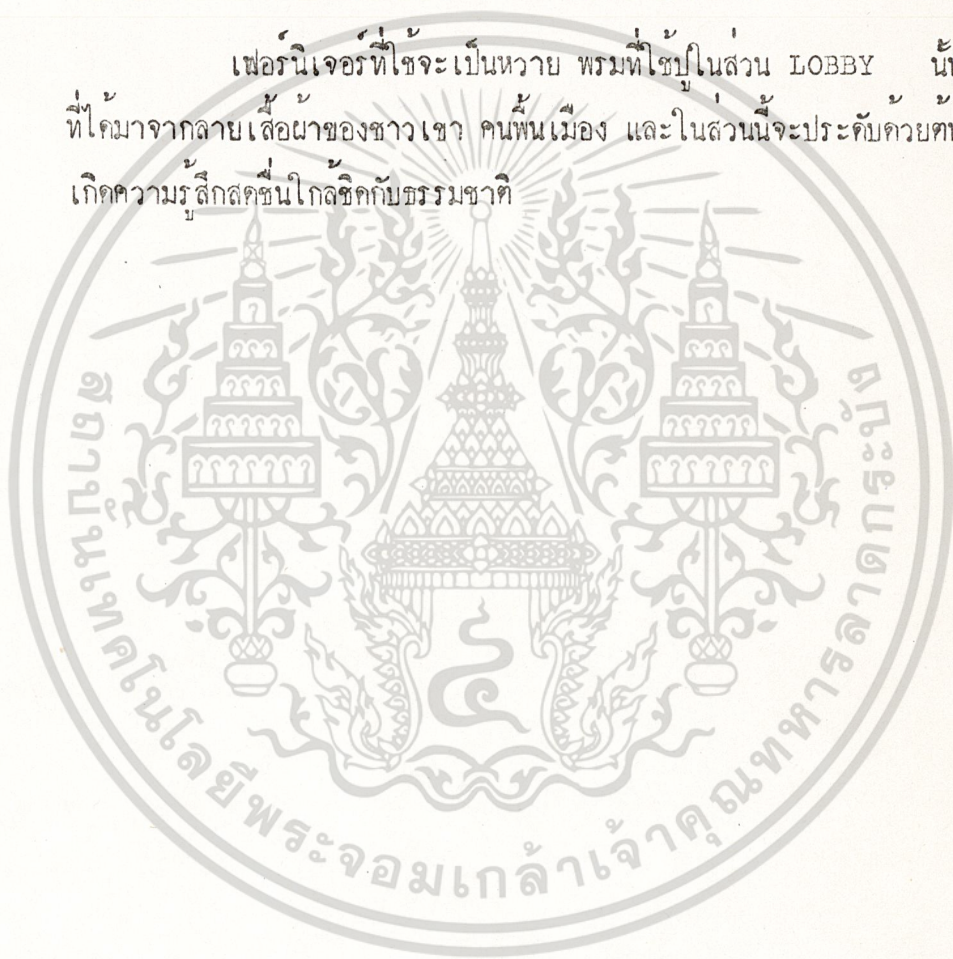 เฟอร์นิเจอร์ที่ใช้จะเป็นหวาย พรมที่ใช้ปูในส่วน LOBBY
ที่ได้มาจากลายเสื้อผ้าของชาวเขา คนพื้นเมือง และในส่วนนี้จะประดับด้วย
เกิดความรู้สึกสดชื่นใกล้ชิดกับธรรมชาติ
สถาบันเทคโนโลยีพระจอมเกล้าเจ้าคุณทหารลาดกระบัง
๔